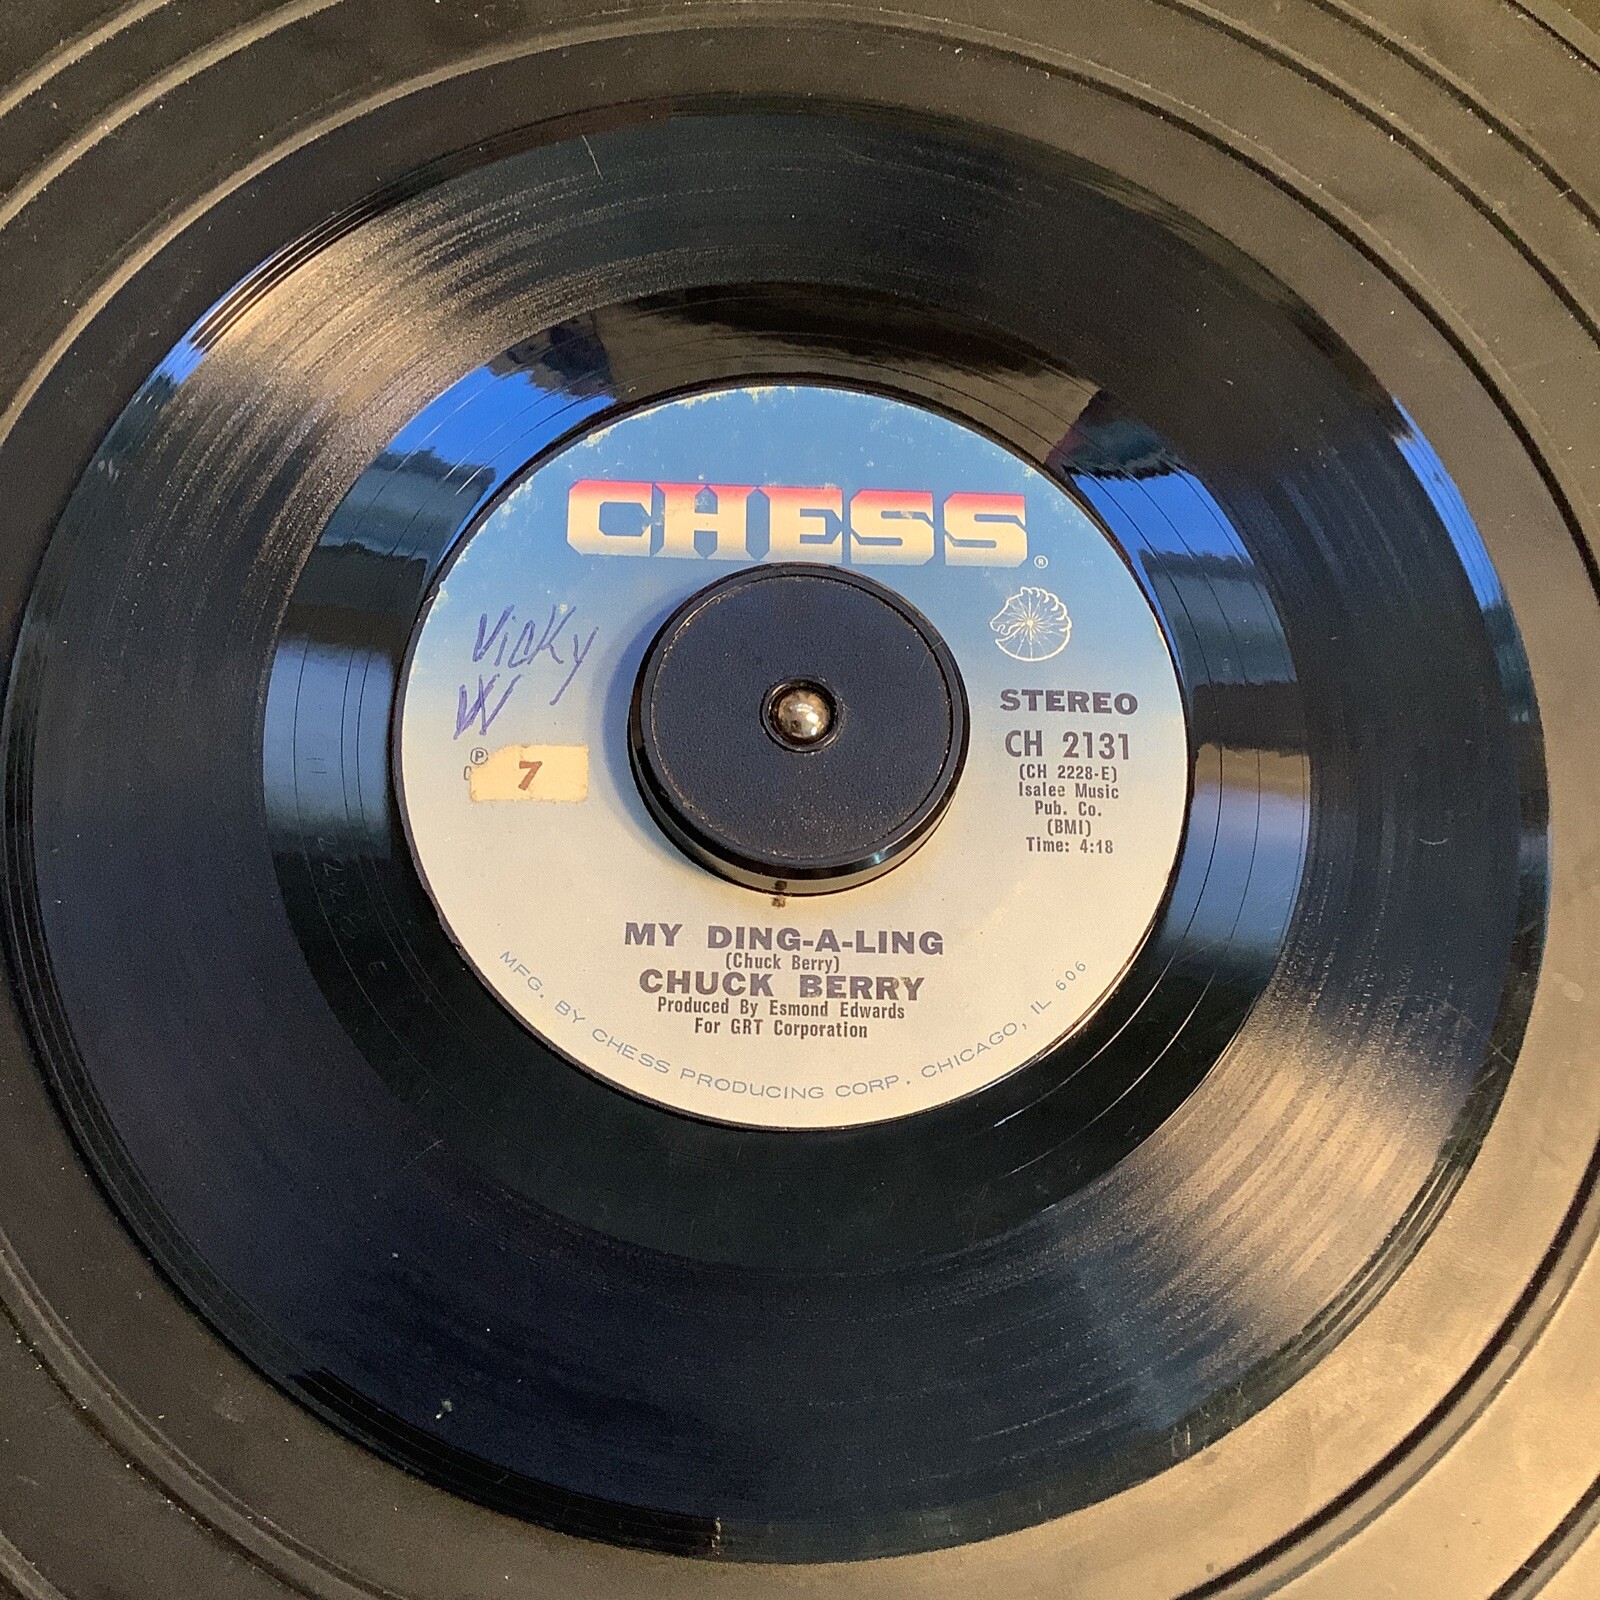 CHESS
®
Vicky
W
℗
7
STEREO
CH 2131
(CH 2228-E)
Isalee Music
Pub. Co.
(BMI)
Time: 4:18
MY DING-A-LING
(Chuck Berry)
CHUCK BERRY
Produced By Esmond Edwards
For GRT Corporation
MFG. BY CHESS PRODUCING CORP. CHICAGO, IL 606